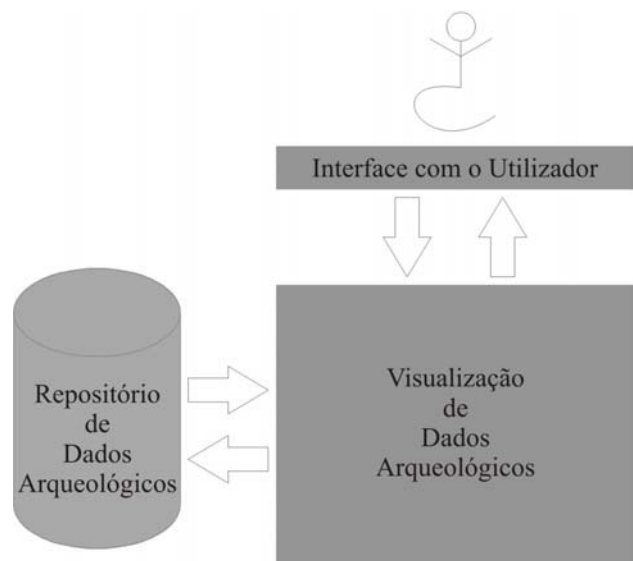 Interface com o Utilizador
Repositório
de
Dados
Arqueológicos
Visualização
de
Dados
Arqueológicos